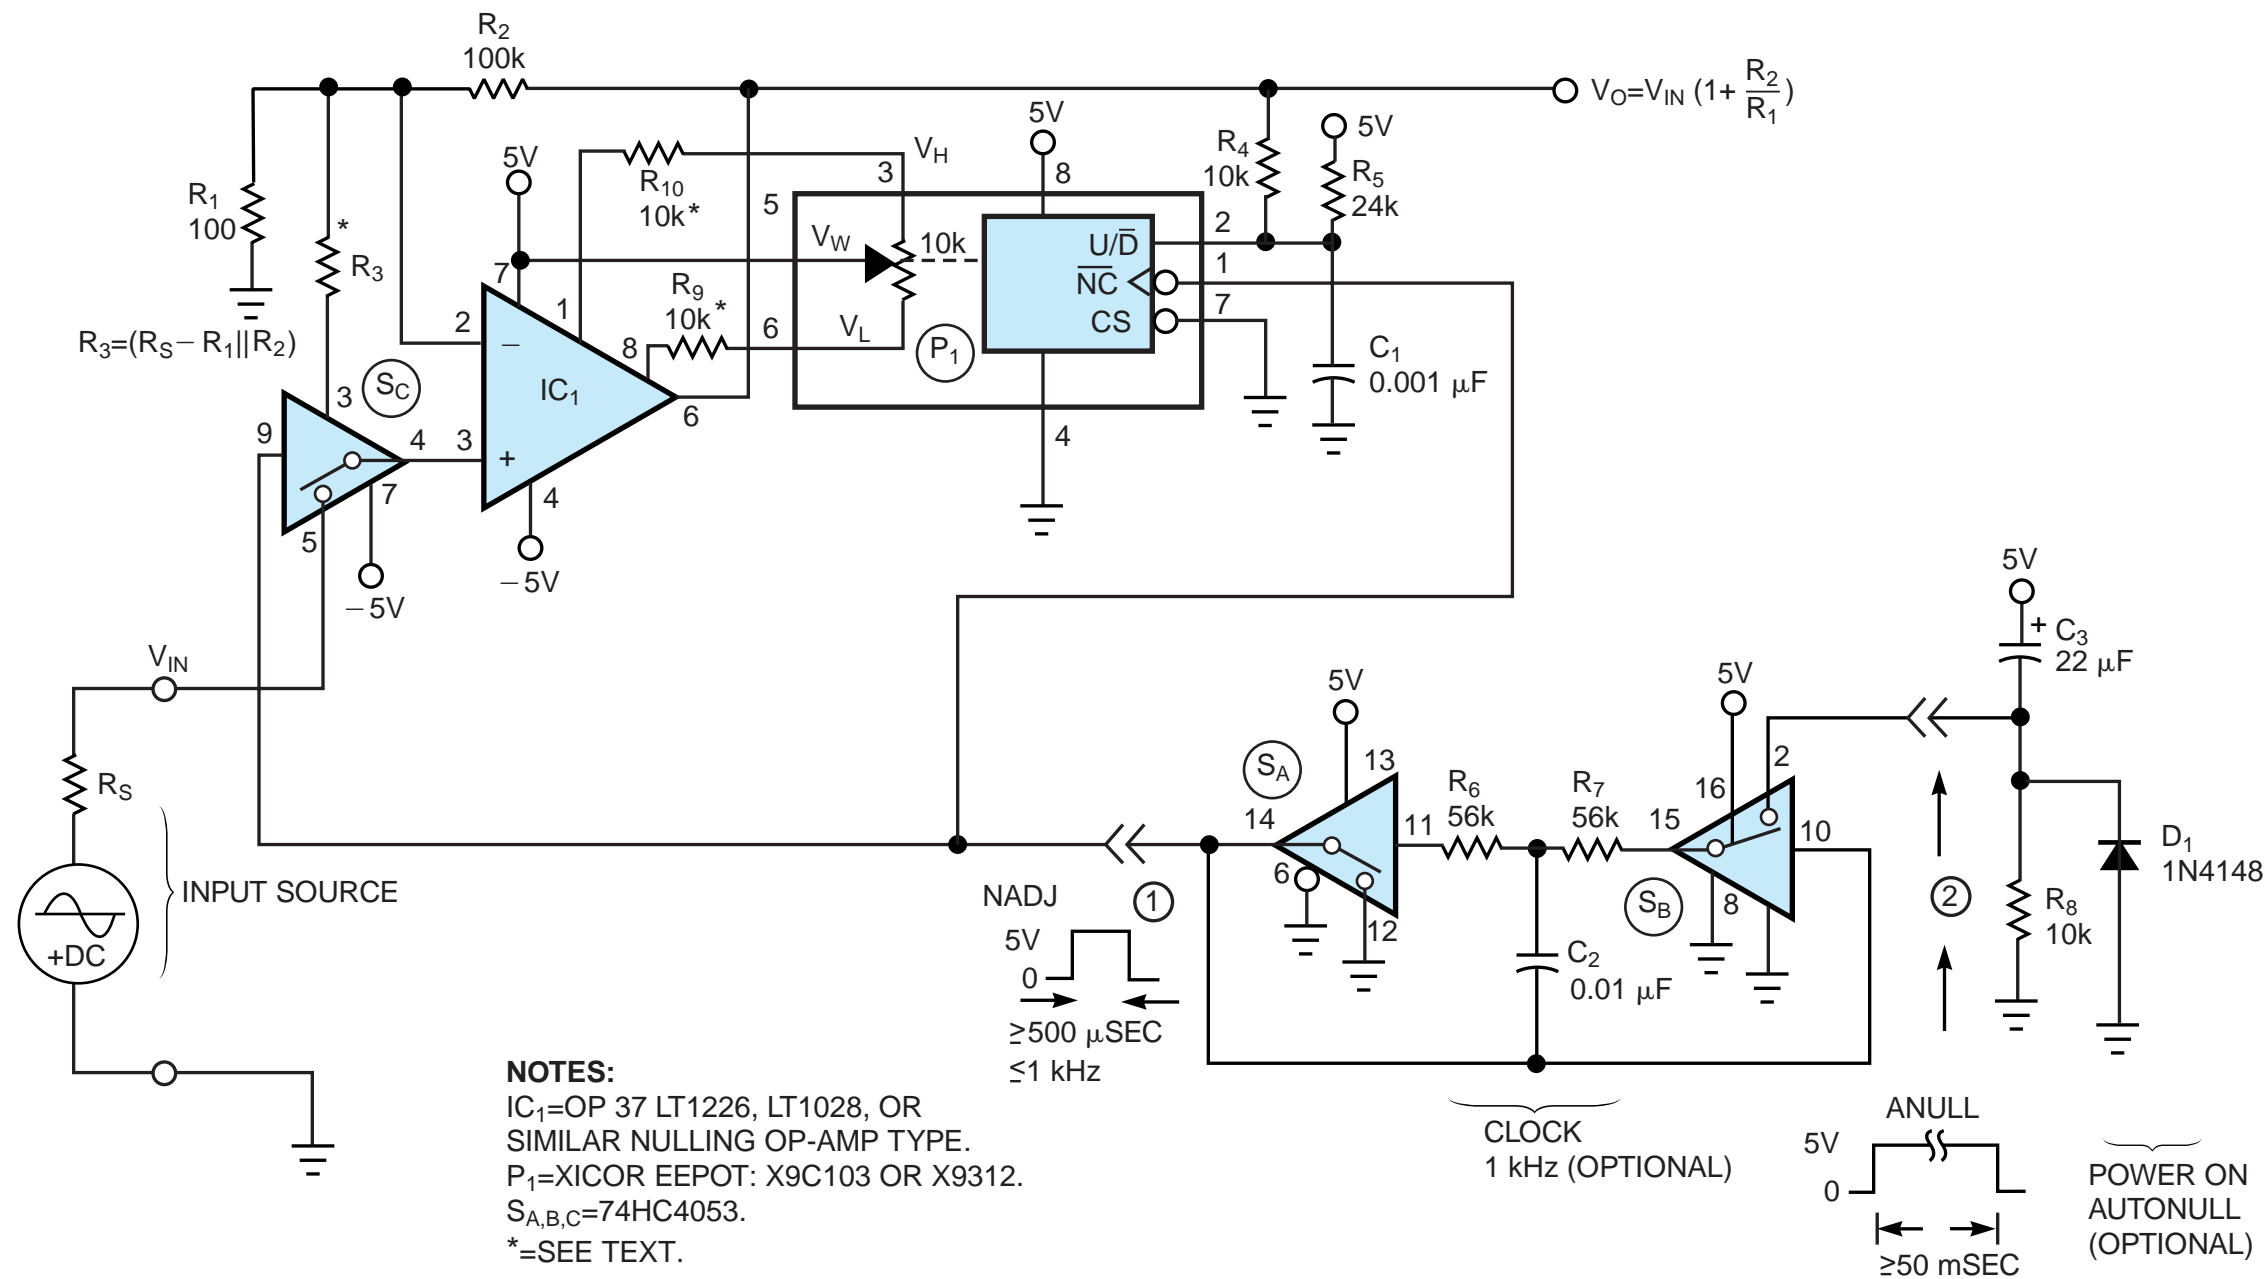 R2
100k
VO=VIN (1+ R2/R1)
5V
5V
5V
VH
R4
10k
R5
24k
R10
10k*
3
8
5
R1
100
*
R3
VW
10k
U/D̅
2
7
N̅C̅
1
1
R9
10k*
CS
7
2
−
6
VL
P1
C1
0.001 µF
R3=(RS− R1||R2)
8
IC1
SC
3
6
9
4
3
+
4
7
4
5
−5V
−5V
5V
+
C3
22 µF
VIN
5V
5V
2
13
SA
16
R6
56k
R7
56k
15
14
11
10
RS
D1
1N4148
6
INPUT SOURCE
NADJ
1
SB
8
2
R8
10k
+DC
5V
0
12
C2
0.01 µF
≥500 µSEC
≤1 kHz
NOTES:
IC1=OP 37 LT1226, LT1028, OR
SIMILAR NULLING OP-AMP TYPE.
P1=XICOR EEPOT: X9C103 OR X9312.
SA,B,C=74HC4053.
*=SEE TEXT.
CLOCK
1 kHz (OPTIONAL)
ANULL
5V
0
≥50 mSEC
POWER ON
AUTONULL
(OPTIONAL)